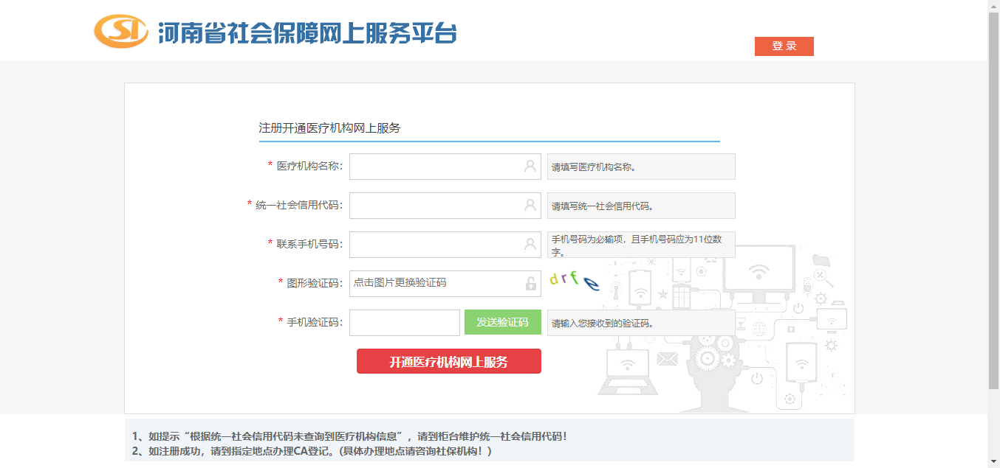 SI 河南省社会保障网上服务平台
登 录
注册开通医疗机构网上服务
* 医疗机构名称: 请填写医疗机构名称。
* 统一社会信用代码: 请填写统一社会信用代码。
* 联系手机号码: 手机号码为必输项，且手机号码应为11位数
字。
* 图形验证码: 点击图片更换验证码 drfe
* 手机验证码: 发送验证码 请输入您接收到的验证码。
开通医疗机构网上服务
1、如提示“根据统一社会信用代码未查询到医疗机构信息”，请到柜台维护统一社会信用代码！
2、如注册成功，请到指定地点办理CA登记。(具体办理地点请咨询社保机构！)